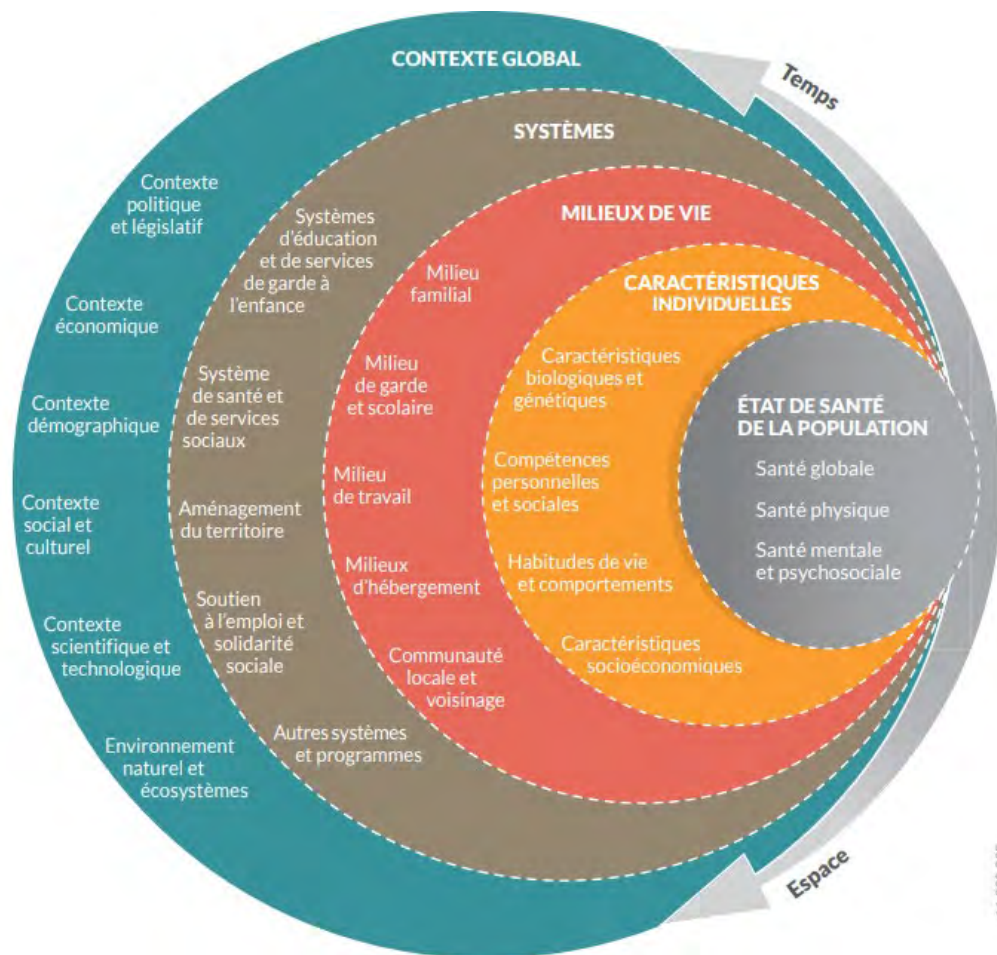 CONTEXTE GLOBAL
Temps
SYSTÈMES
MILIEUX DE VIE
CARACTÉRISTIQUES
INDIVIDUELLES
ÉTAT DE SANTÉ
DE LA POPULATION
Santé globale
Santé physique
Santé mentale
et psychosociale
Contexte
politique
et législatif
Contexte
économique
Contexte
démographique
Contexte
social et
culturel
Contexte
scientifique et
technologique
Environnement
naturel et
écosystèmes
Systèmes
d'éducation
et de services
de garde à
l'enfance
Système
de santé et
de services
sociaux
Aménagement
du territoire
Soutien
à l'emploi et
solidarité
sociale
Autres systèmes
et programmes
Milieu
familial
Milieu
de garde
et scolaire
Milieu
de travail
Milieux
d'hébergement
Communauté
locale et
voisinage
Caractéristiques
biologiques et
génétiques
Compétences
personnelles
et sociales
Habitudes de vie
et comportements
Caractéristiques
socioéconomiques
Espace